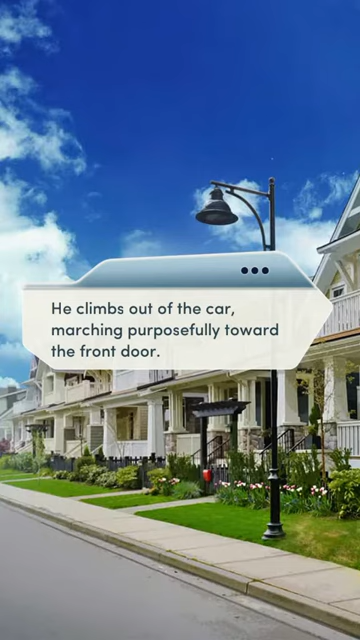 He climbs out of the car,
marching purposefully toward
the front door.